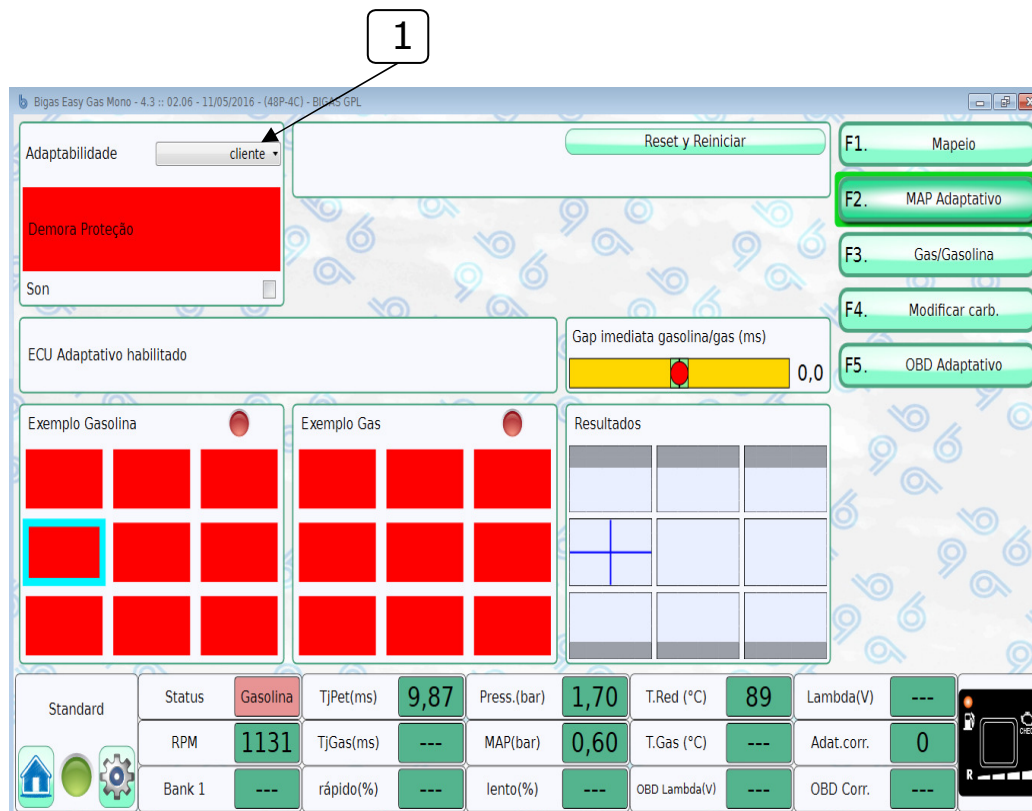 1
Bigas Easy Gas Mono - 4.3 :: 02.06 - 11/05/2016 - (48P-4C) - BIGAS GPL
Adaptabilidade cliente
Reset y Reiniciar
F1. Mapeio
F2. MAP Adaptativo
Demora Proteção
F3. Gas/Gasolina
Son
F4. Modificar carb.
ECU Adaptativo habilitado
Gap imediata gasolina/gas (ms)
0,0
F5. OBD Adaptativo
Exemplo Gasolina
Exemplo Gas
Resultados
Standard
Status Gasolina TjPet(ms) 9,87 Press.(bar) 1,70 T.Red (°C) 89 Lambda(V) ---
RPM 1131 TjGas(ms) --- MAP(bar) 0,60 T.Gas (°C) --- Adat.corr. 0
Bank 1 --- rápido(%) --- lento(%) --- OBD Lambda(V) --- OBD Corr. ---
CHEC
R